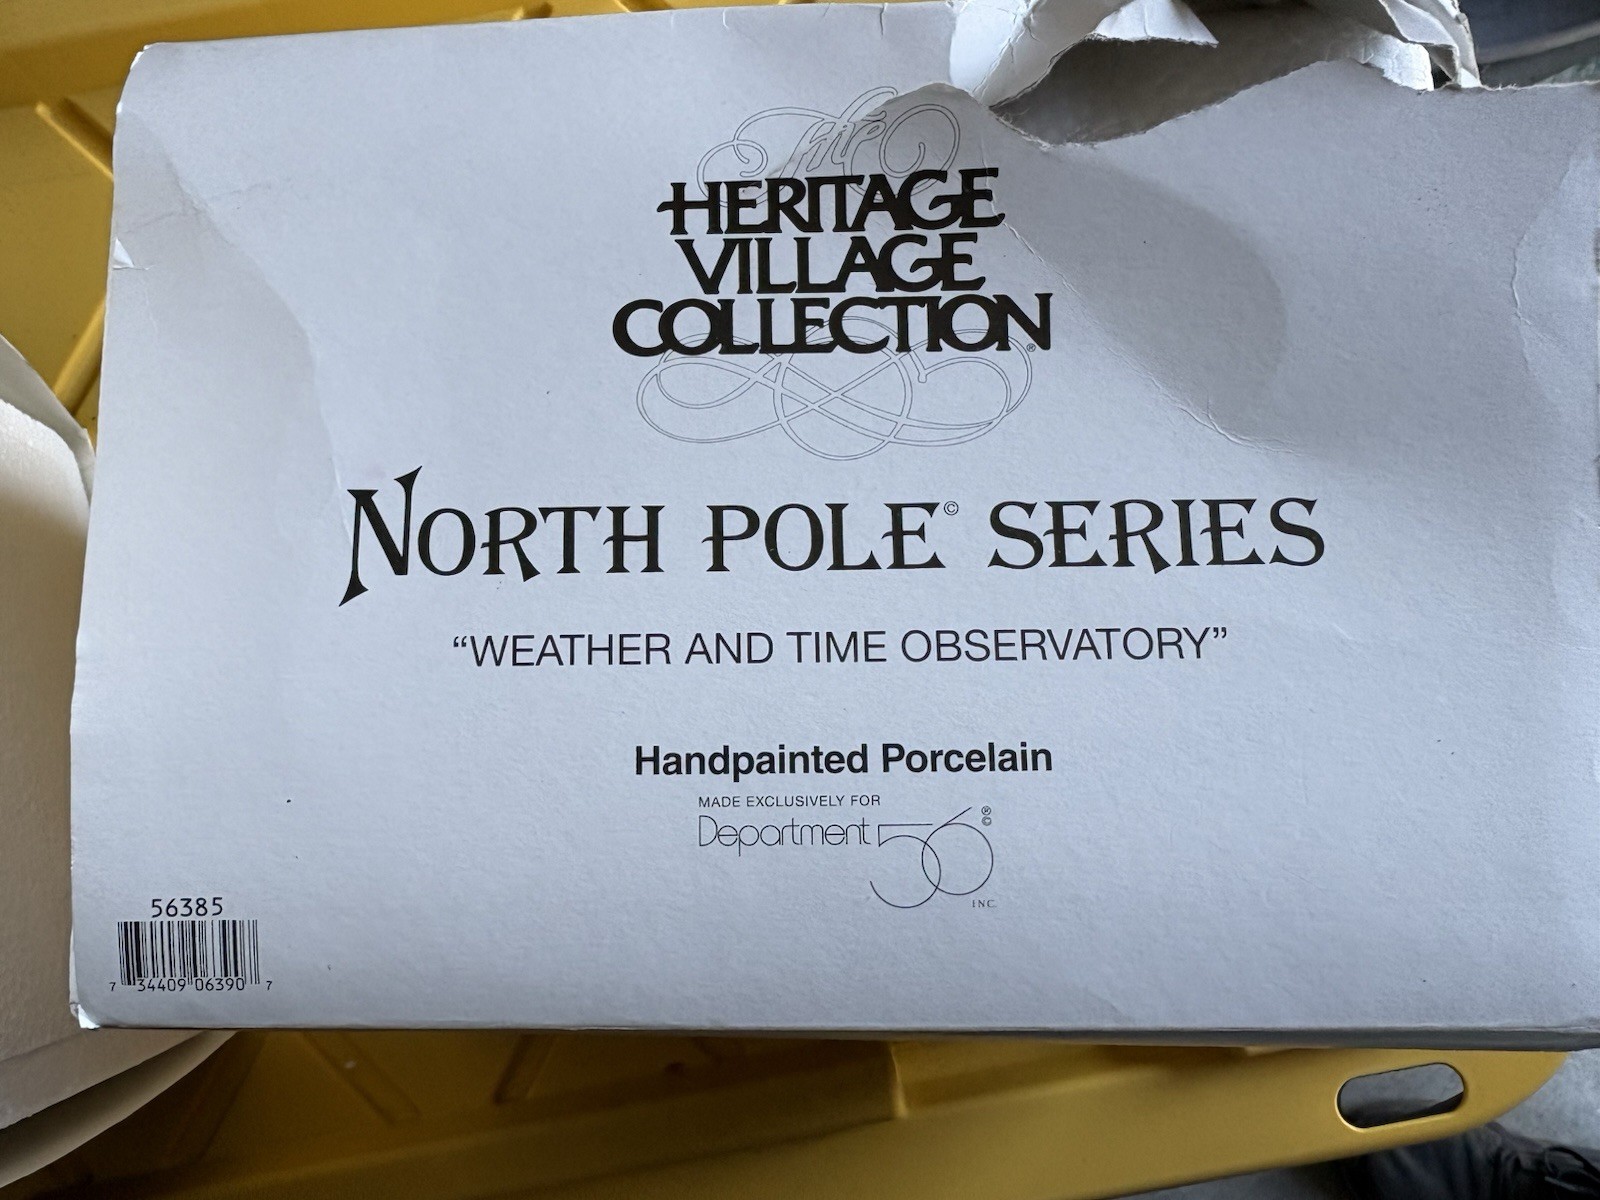 The
HERITAGE
VILLAGE
COLLECTION®
NORTH POLE© SERIES
“WEATHER AND TIME OBSERVATORY”
Handpainted Porcelain
MADE EXCLUSIVELY FOR
Department 56®©
INC.
56385
7 34409 06390 7